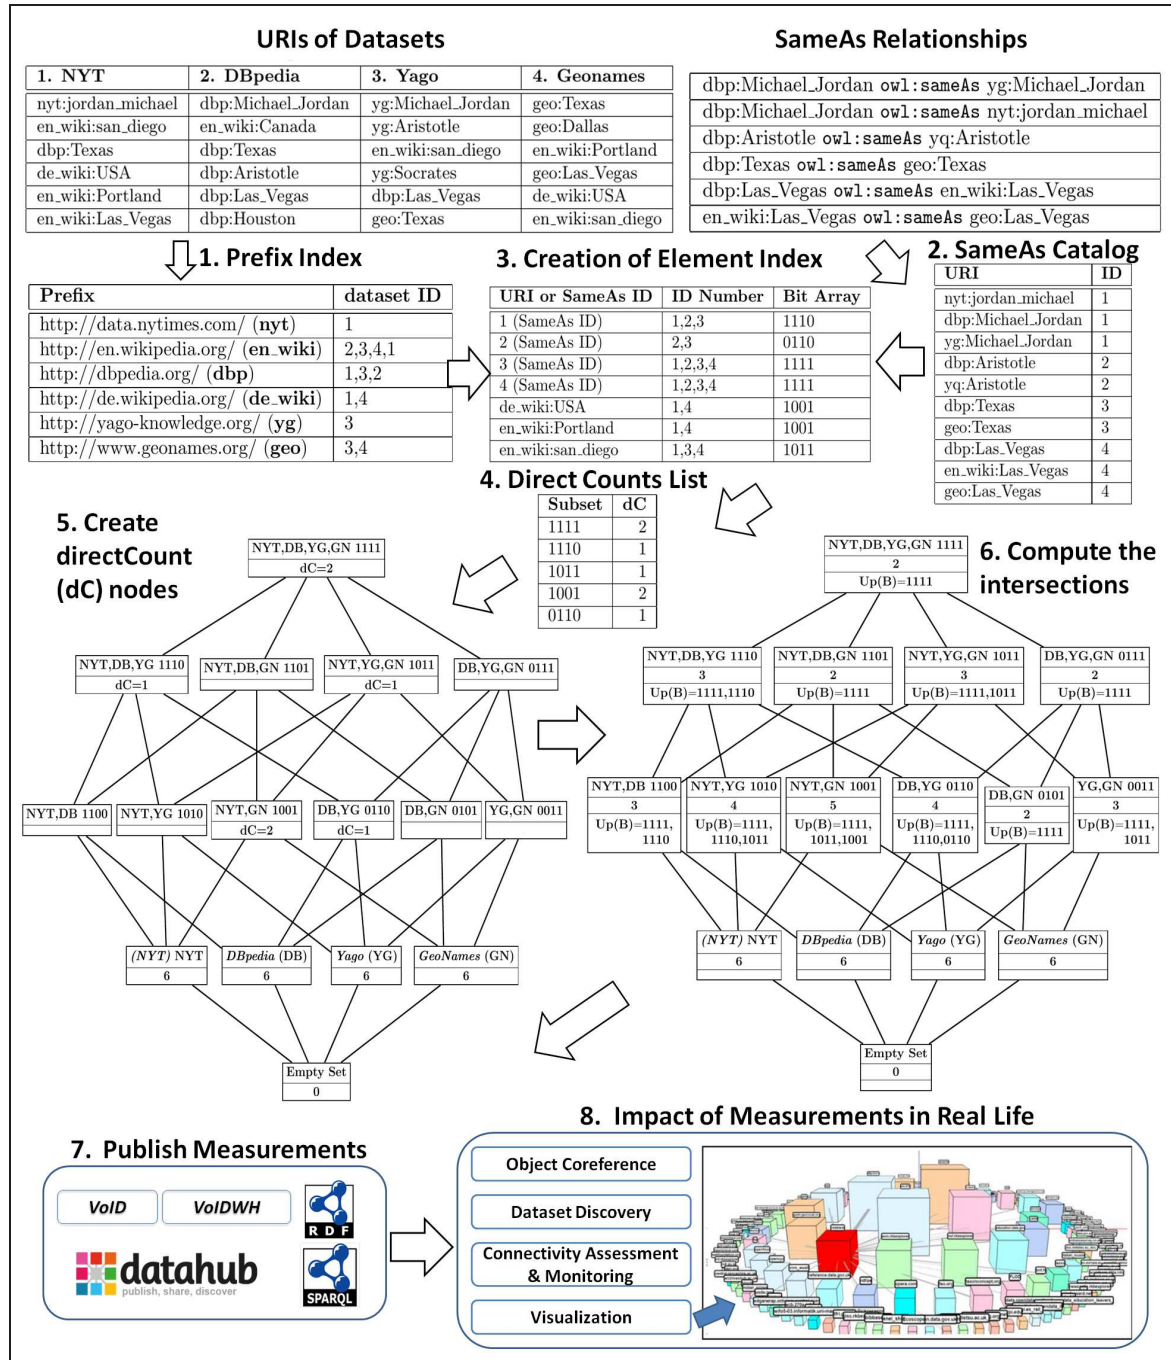 URIs of Datasets
SameAs Relationships
1. NYT 2. DBpedia 3. Yago 4. Geonames
nyt:jordan_michael dbp:Michael_Jordan yg:Michael_Jordan geo:Texas
en_wiki:san_diego en_wiki:Canada yg:Aristotle geo:Dallas
dbp:Texas dbp:Texas en_wiki:san_diego en_wiki:Portland
de_wiki:USA dbp:Aristotle yg:Socrates geo:Las_Vegas
en_wiki:Portland dbp:Las_Vegas dbp:Las_Vegas de_wiki:USA
en_wiki:Las_Vegas dbp:Houston geo:Texas en_wiki:san_diego
dbp:Michael_Jordan owl:sameAs yg:Michael_Jordan
dbp:Michael_Jordan owl:sameAs nyt:jordan_michael
dbp:Aristotle owl:sameAs yq:Aristotle
dbp:Texas owl:sameAs geo:Texas
dbp:Las_Vegas owl:sameAs en_wiki:Las_Vegas
en_wiki:Las_Vegas owl:sameAs geo:Las_Vegas
1. Prefix Index
Prefix dataset ID
http://data.nytimes.com/ (nyt) 1
http://en.wikipedia.org/ (en_wiki) 2,3,4,1
http://dbpedia.org/ (dbp) 1,3,2
http://de.wikipedia.org/ (de_wiki) 1,4
http://yago-knowledge.org/ (yg) 3
http://www.geonames.org/ (geo) 3,4
3. Creation of Element Index
URI or SameAs ID ID Number Bit Array
1 (SameAs ID) 1,2,3 1110
2 (SameAs ID) 2,3 0110
3 (SameAs ID) 1,2,3,4 1111
4 (SameAs ID) 1,2,3,4 1111
de_wiki:USA 1,4 1001
en_wiki:Portland 1,4 1001
en_wiki:san_diego 1,3,4 1011
2. SameAs Catalog
URI ID
nyt:jordan_michael 1
dbp:Michael_Jordan 1
yg:Michael_Jordan 1
dbp:Aristotle 2
yq:Aristotle 2
dbp:Texas 3
geo:Texas 3
dbp:Las_Vegas 4
en_wiki:Las_Vegas 4
geo:Las_Vegas 4
4. Direct Counts List
Subset dC
1111 2
1110 1
1011 1
1001 2
0110 1
5. Create
directCount
(dC) nodes
NYT,DB,YG,GN 1111
dC=2
NYT,DB,YG 1110
dC=1
NYT,DB,GN 1101
NYT,YG,GN 1011
dC=1
DB,YG,GN 0111
NYT,DB 1100
NYT,YG 1010
NYT,GN 1001
dC=2
DB,YG 0110
dC=1
DB,GN 0101
YG,GN 0011
(NYT) NYT
6
DBpedia (DB)
6
Yago (YG)
6
GeoNames (GN)
6
Empty Set
0
6. Compute the
intersections
NYT,DB,YG,GN 1111
2
Up(B)=1111
NYT,DB,YG 1110
3
Up(B)=1111,1110
NYT,DB,GN 1101
2
Up(B)=1111
NYT,YG,GN 1011
3
Up(B)=1111,1011
DB,YG,GN 0111
2
Up(B)=1111
NYT,DB 1100
3
Up(B)=1111,
1110
NYT,YG 1010
4
Up(B)=1111,
1110,1011
NYT,GN 1001
5
Up(B)=1111,
1011,1001
DB,YG 0110
4
Up(B)=1111,
1110,0110
DB,GN 0101
2
Up(B)=1111
YG,GN 0011
3
Up(B)=1111,
1011
(NYT) NYT
6
DBpedia (DB)
6
Yago (YG)
6
GeoNames (GN)
6
Empty Set
0
7. Publish Measurements
VoID
VoIDWH
RDF
datahub
publish, share, discover
SPARQL
8. Impact of Measurements in Real Life
Object Coreference
Dataset Discovery
Connectivity Assessment
& Monitoring
Visualization